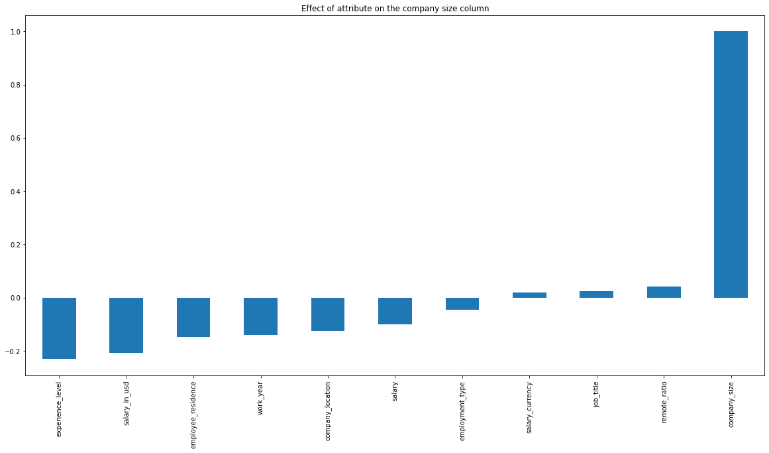 Effect of attribute on the company size column
1.0
0.8
0.6
0.4
0.2
0.0
−0.2
experience_level
salary_in_usd
employee_residence
work_year
company_location
salary
employment_type
salary_currency
job_title
remote_ratio
company_size